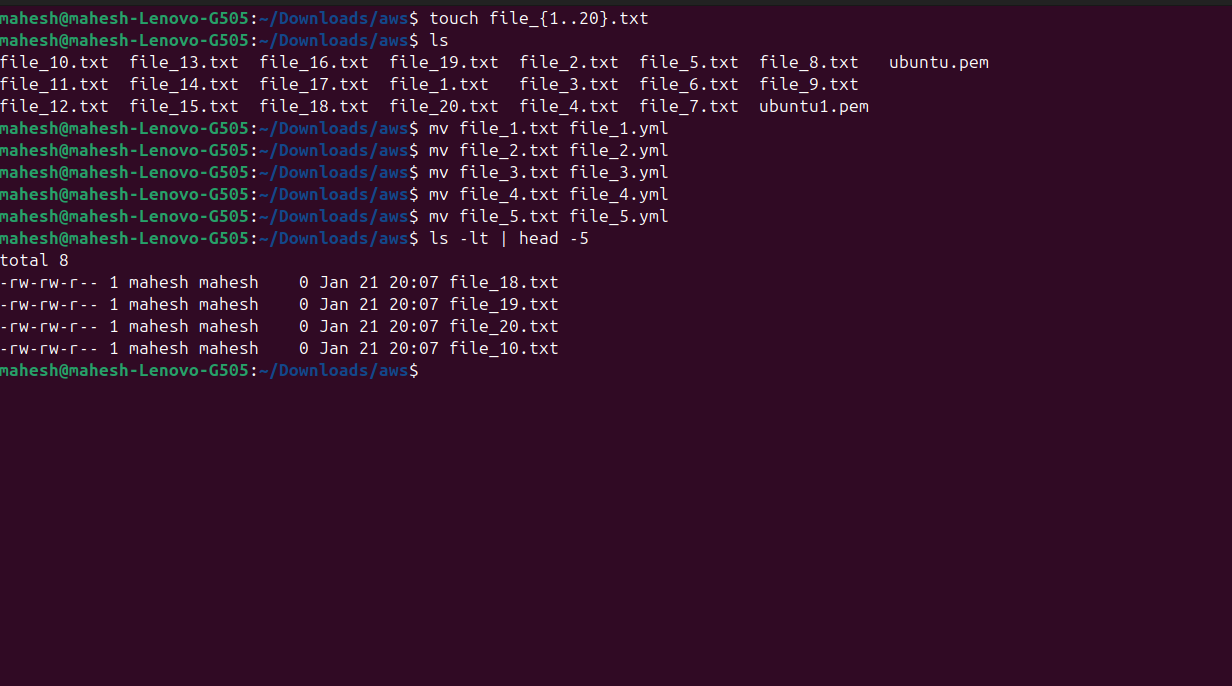 mahesh@mahesh-Lenovo-G505:~/Downloads/aws$ touch file_{1..20}.txt
mahesh@mahesh-Lenovo-G505:~/Downloads/aws$ ls
file_10.txt  file_13.txt  file_16.txt  file_19.txt  file_2.txt  file_5.txt  file_8.txt   ubuntu.pem
file_11.txt  file_14.txt  file_17.txt  file_1.txt   file_3.txt  file_6.txt  file_9.txt
file_12.txt  file_15.txt  file_18.txt  file_20.txt  file_4.txt  file_7.txt  ubuntu1.pem
mahesh@mahesh-Lenovo-G505:~/Downloads/aws$ mv file_1.txt file_1.yml
mahesh@mahesh-Lenovo-G505:~/Downloads/aws$ mv file_2.txt file_2.yml
mahesh@mahesh-Lenovo-G505:~/Downloads/aws$ mv file_3.txt file_3.yml
mahesh@mahesh-Lenovo-G505:~/Downloads/aws$ mv file_4.txt file_4.yml
mahesh@mahesh-Lenovo-G505:~/Downloads/aws$ mv file_5.txt file_5.yml
mahesh@mahesh-Lenovo-G505:~/Downloads/aws$ ls -lt | head -5
total 8
-rw-rw-r-- 1 mahesh mahesh    0 Jan 21 20:07 file_18.txt
-rw-rw-r-- 1 mahesh mahesh    0 Jan 21 20:07 file_19.txt
-rw-rw-r-- 1 mahesh mahesh    0 Jan 21 20:07 file_20.txt
-rw-rw-r-- 1 mahesh mahesh    0 Jan 21 20:07 file_10.txt
mahesh@mahesh-Lenovo-G505:~/Downloads/aws$